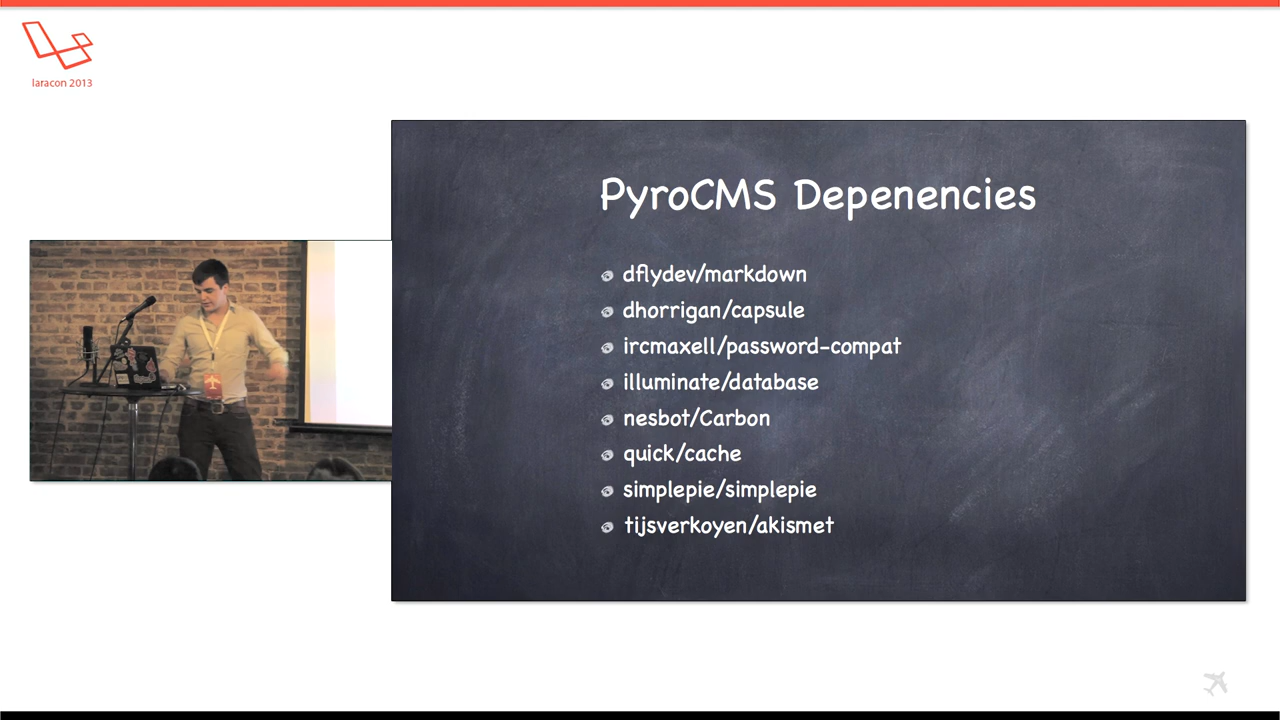 laracon 2013
PyroCMS Depenencies
dflydev/markdown
dhorrigan/capsule
ircmaxell/password-compat
illuminate/database
nesbot/Carbon
quick/cache
simplepie/simplepie
tijsverkoyen/akismet